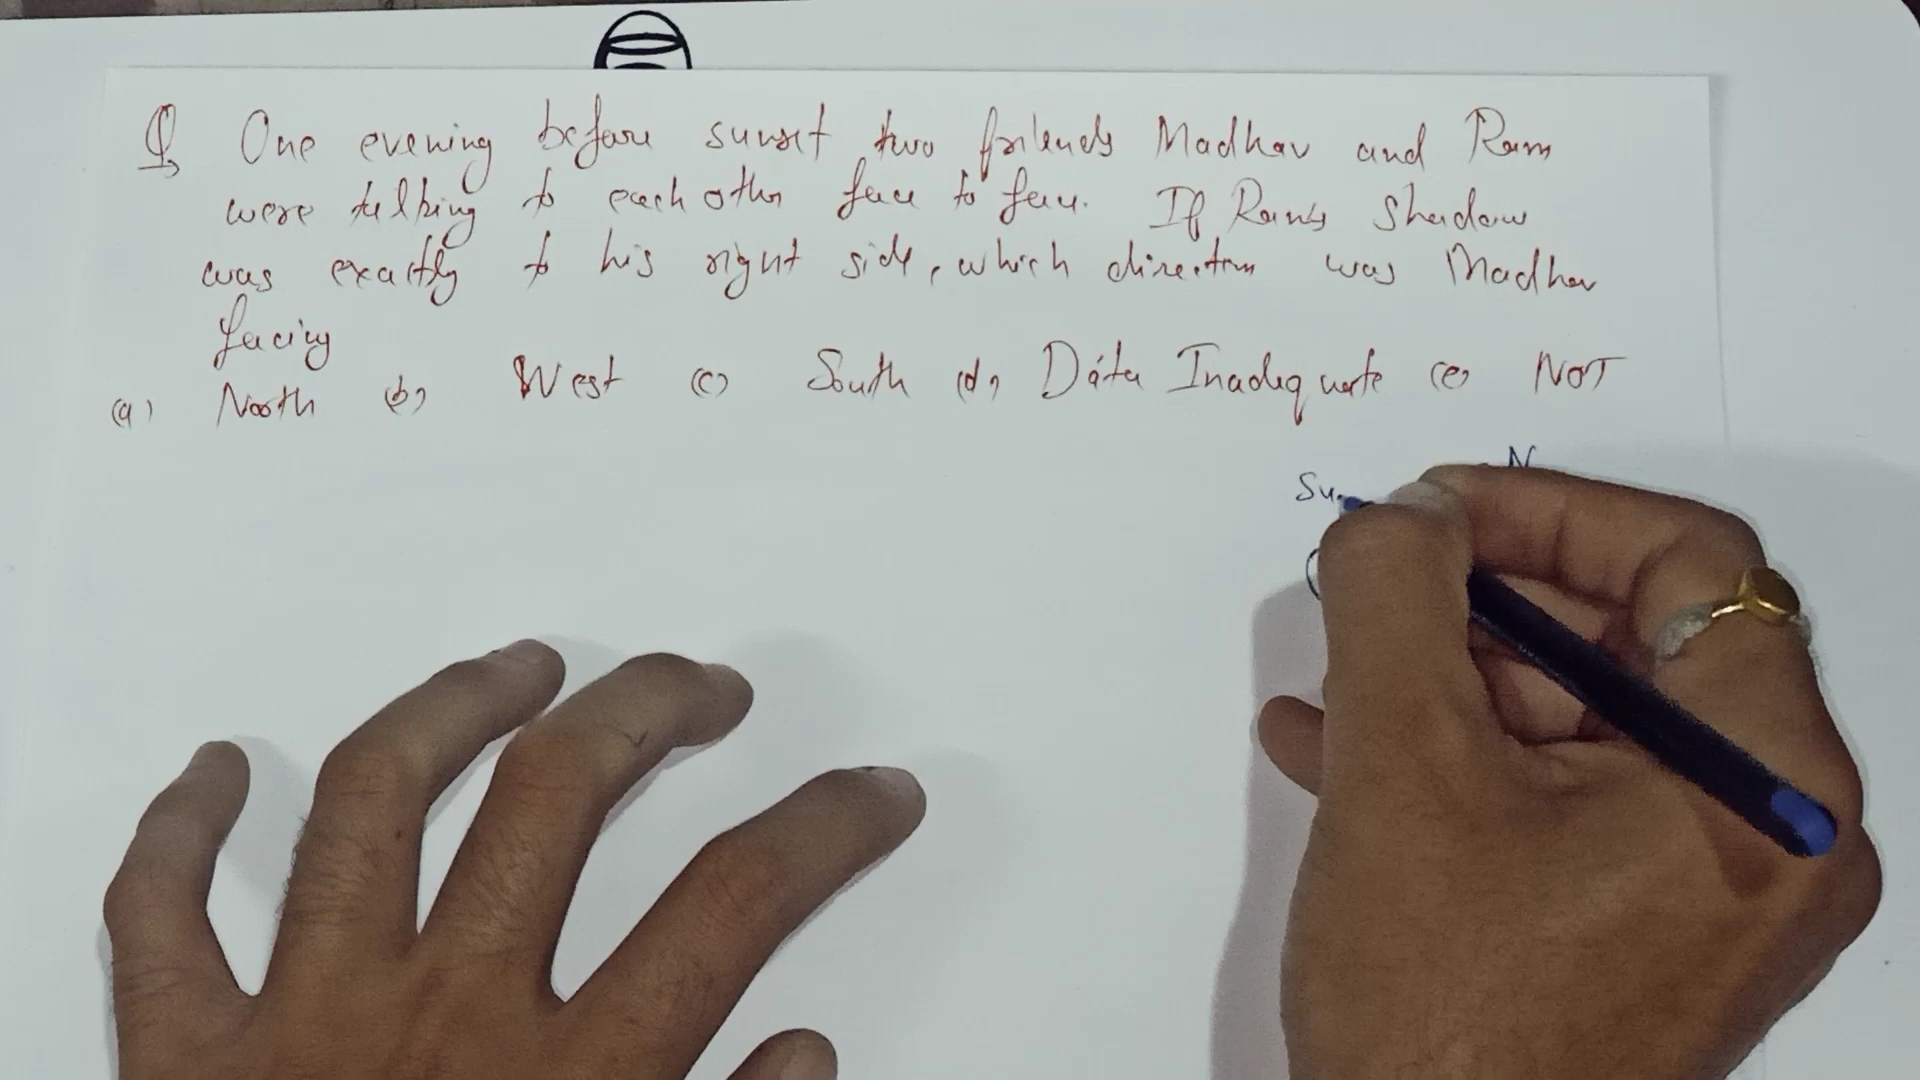 Q One evening before sunset two friends Madhav and Ram
were talking to each other face to face. If Ram's shadow
was exactly to his right side, which direction was Madhav
facing
(a) North (b) West (c) South (d) Data Inadequate (e) NOT
N
Su